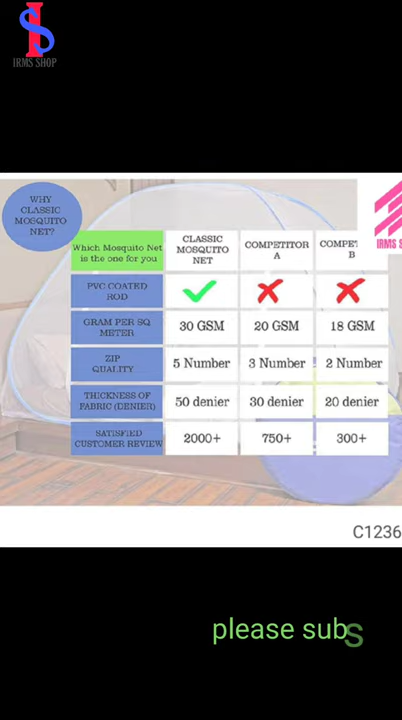 IRMS SHOP
WHY
CLASSIC
MOSQUITO
NET?
IRMS S
Which Mosquito Net
is the one for you
CLASSIC
MOSQUITO
NET
COMPETITOR
A
COMPET
B
PVC COATED
ROD
GRAM PER SQ
METER
30 GSM
20 GSM
18 GSM
ZIP
QUALITY
5 Number
3 Number
2 Number
THICKNESS OF
FABRIC (DENIER)
50 denier
30 denier
20 denier
SATISFIED
CUSTOMER REVIEW
2000+
750+
300+
C1236
please subs